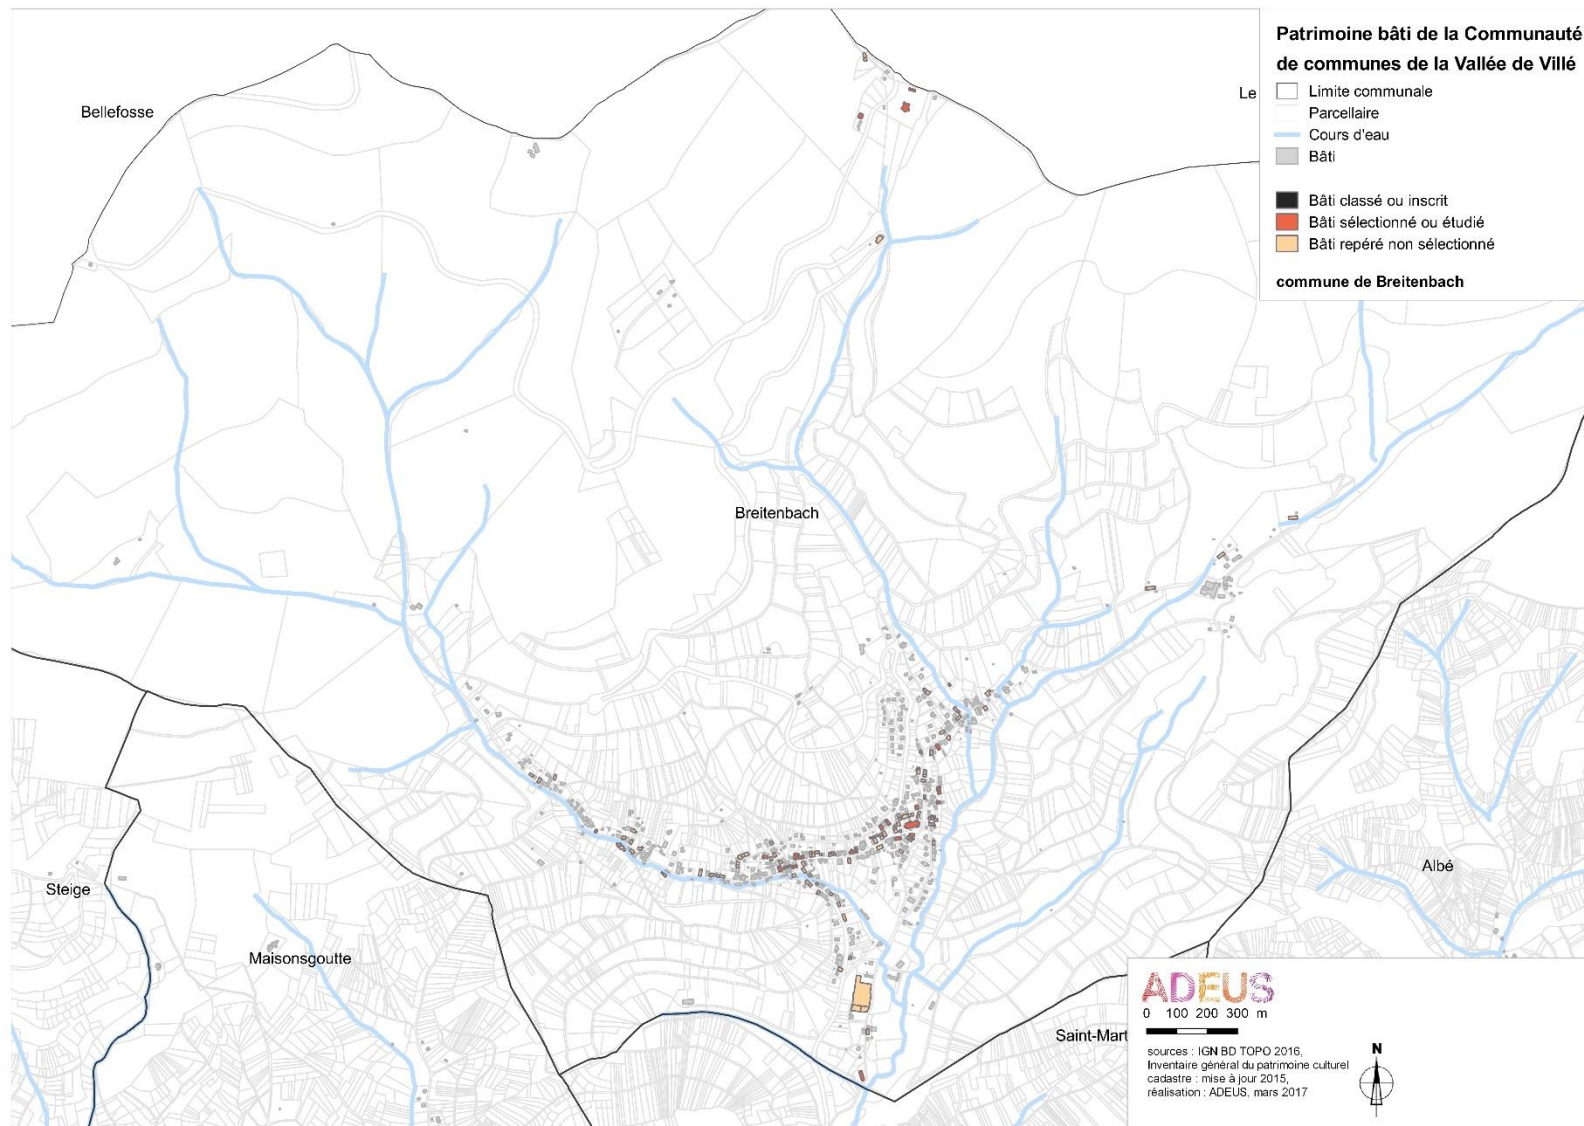 Patrimoine bâti de la Communauté
de communes de la Vallée de Villé
Limite communale
Parcellaire
Cours d'eau
Bâti
Bâti classé ou inscrit
Bâti sélectionné ou étudié
Bâti repéré non sélectionné
commune de Breitenbach
Bellefosse
Le
Breitenbach
Albé
Steige
Maisonsgoutte
Saint-Mart
ADEUS
0 100 200 300 m
sources : IGN BD TOPO 2016,
Inventaire général du patrimoine culturel
cadastre : mise à jour 2015,
réalisation : ADEUS, mars 2017
N